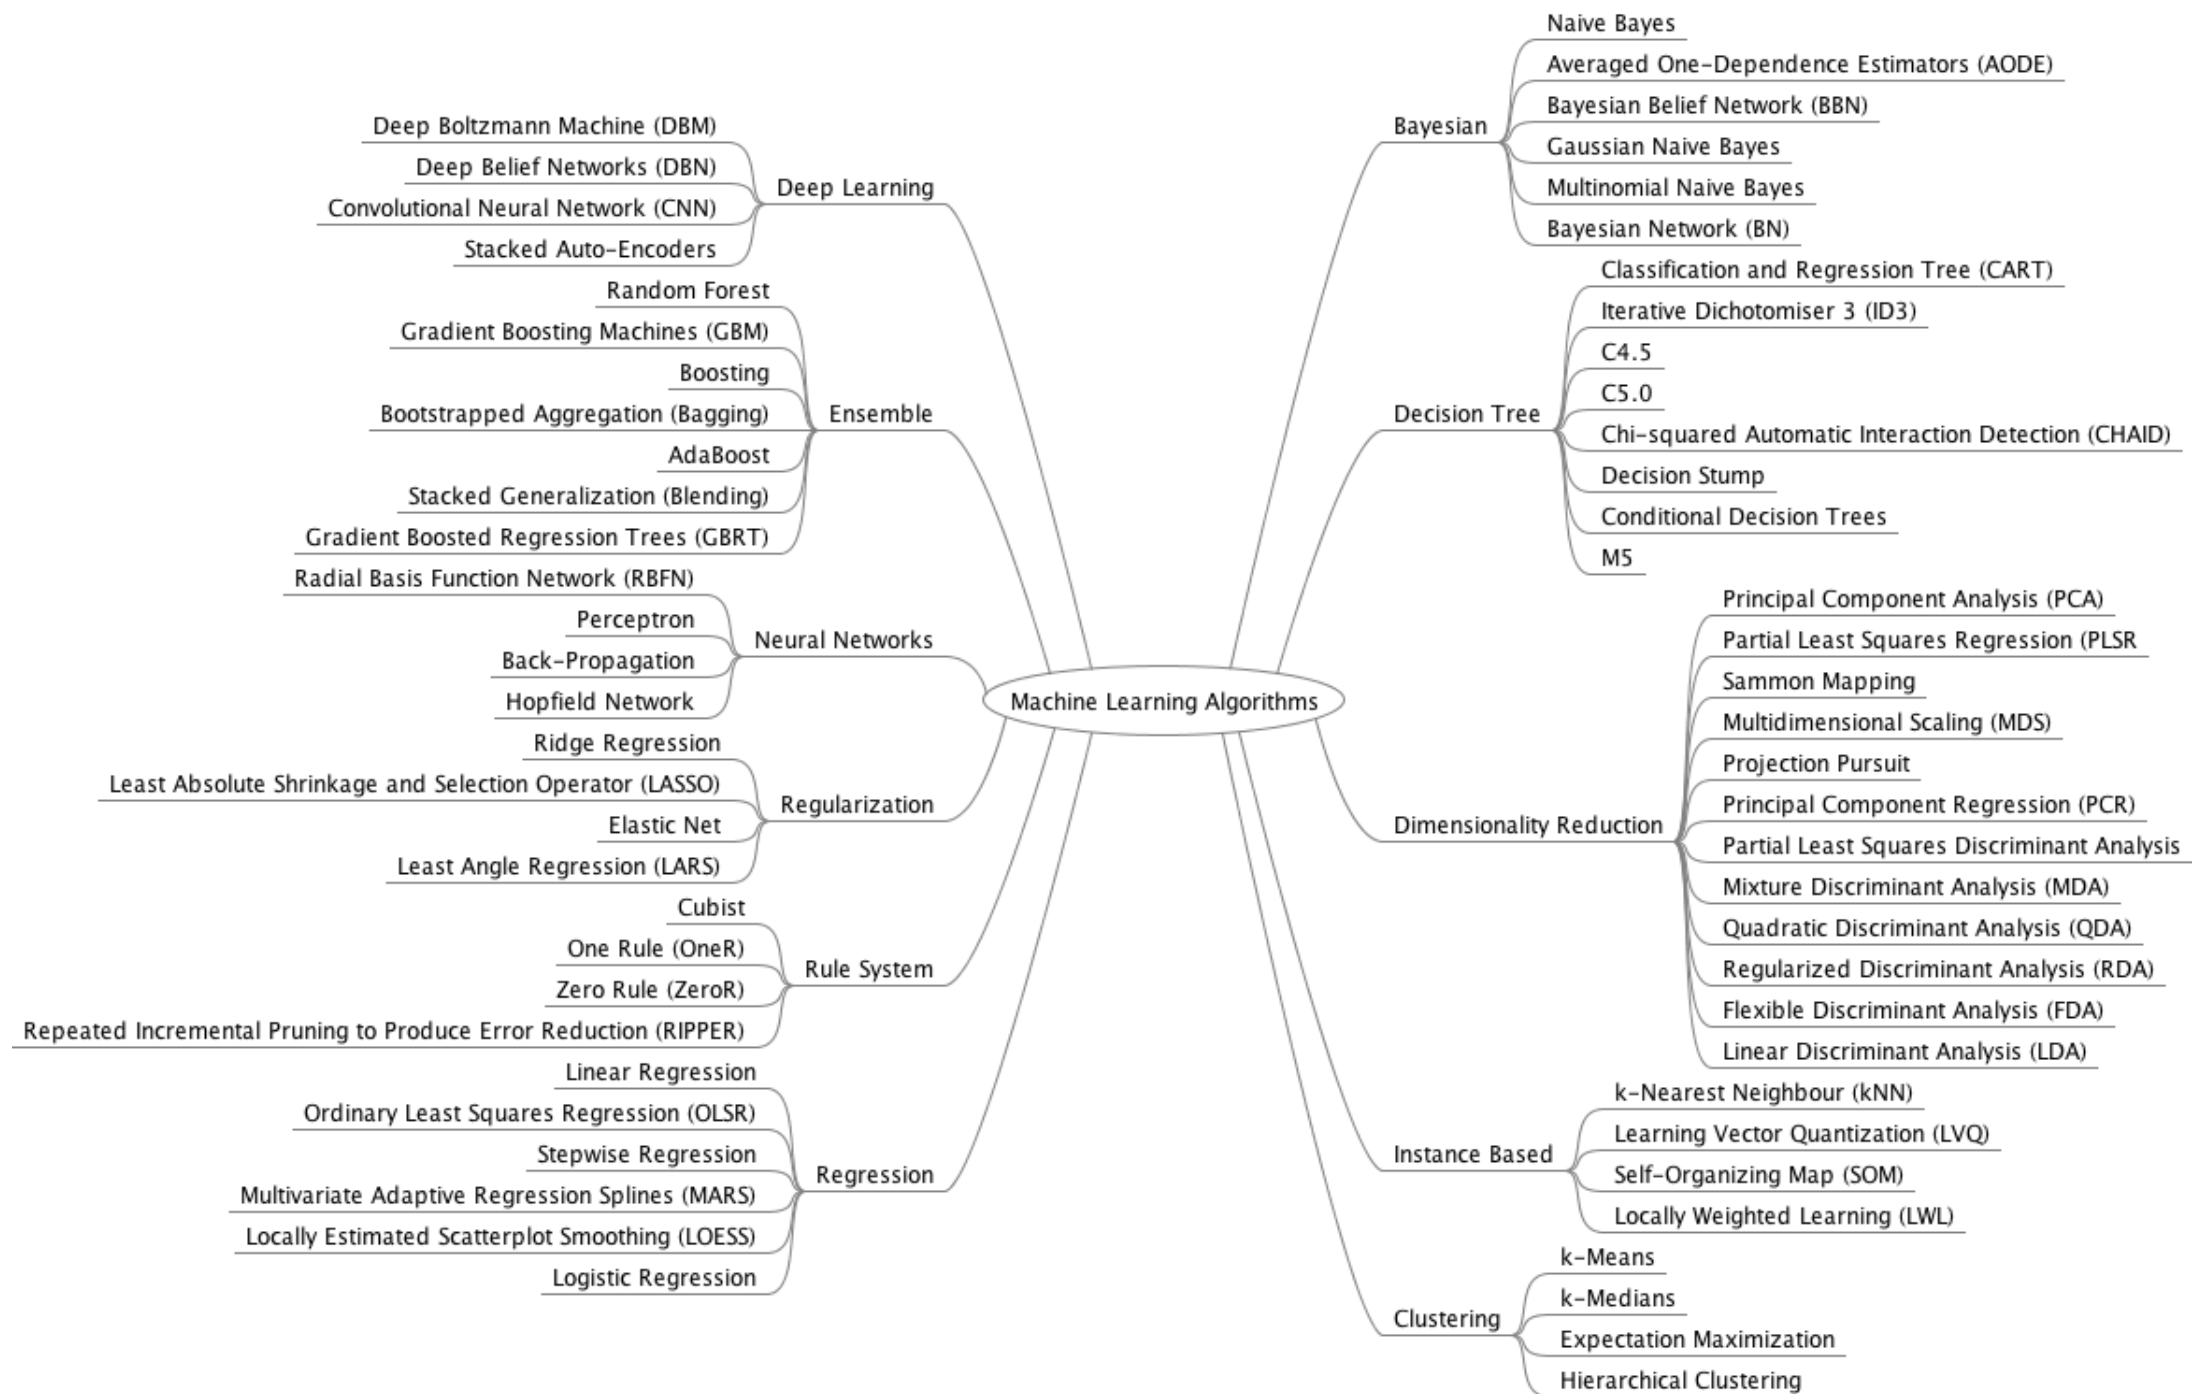 Machine Learning Algorithms
Deep Learning
Deep Boltzmann Machine (DBM)
Deep Belief Networks (DBN)
Convolutional Neural Network (CNN)
Stacked Auto-Encoders
Ensemble
Random Forest
Gradient Boosting Machines (GBM)
Boosting
Bootstrapped Aggregation (Bagging)
AdaBoost
Stacked Generalization (Blending)
Gradient Boosted Regression Trees (GBRT)
Neural Networks
Radial Basis Function Network (RBFN)
Perceptron
Back-Propagation
Hopfield Network
Regularization
Ridge Regression
Least Absolute Shrinkage and Selection Operator (LASSO)
Elastic Net
Least Angle Regression (LARS)
Rule System
Cubist
One Rule (OneR)
Zero Rule (ZeroR)
Repeated Incremental Pruning to Produce Error Reduction (RIPPER)
Regression
Linear Regression
Ordinary Least Squares Regression (OLSR)
Stepwise Regression
Multivariate Adaptive Regression Splines (MARS)
Locally Estimated Scatterplot Smoothing (LOESS)
Logistic Regression
Bayesian
Naive Bayes
Averaged One-Dependence Estimators (AODE)
Bayesian Belief Network (BBN)
Gaussian Naive Bayes
Multinomial Naive Bayes
Bayesian Network (BN)
Decision Tree
Classification and Regression Tree (CART)
Iterative Dichotomiser 3 (ID3)
C4.5
C5.0
Chi-squared Automatic Interaction Detection (CHAID)
Decision Stump
Conditional Decision Trees
M5
Dimensionality Reduction
Principal Component Analysis (PCA)
Partial Least Squares Regression (PLSR
Sammon Mapping
Multidimensional Scaling (MDS)
Projection Pursuit
Principal Component Regression (PCR)
Partial Least Squares Discriminant Analysis
Mixture Discriminant Analysis (MDA)
Quadratic Discriminant Analysis (QDA)
Regularized Discriminant Analysis (RDA)
Flexible Discriminant Analysis (FDA)
Linear Discriminant Analysis (LDA)
Instance Based
k-Nearest Neighbour (kNN)
Learning Vector Quantization (LVQ)
Self-Organizing Map (SOM)
Locally Weighted Learning (LWL)
Clustering
k-Means
k-Medians
Expectation Maximization
Hierarchical Clustering